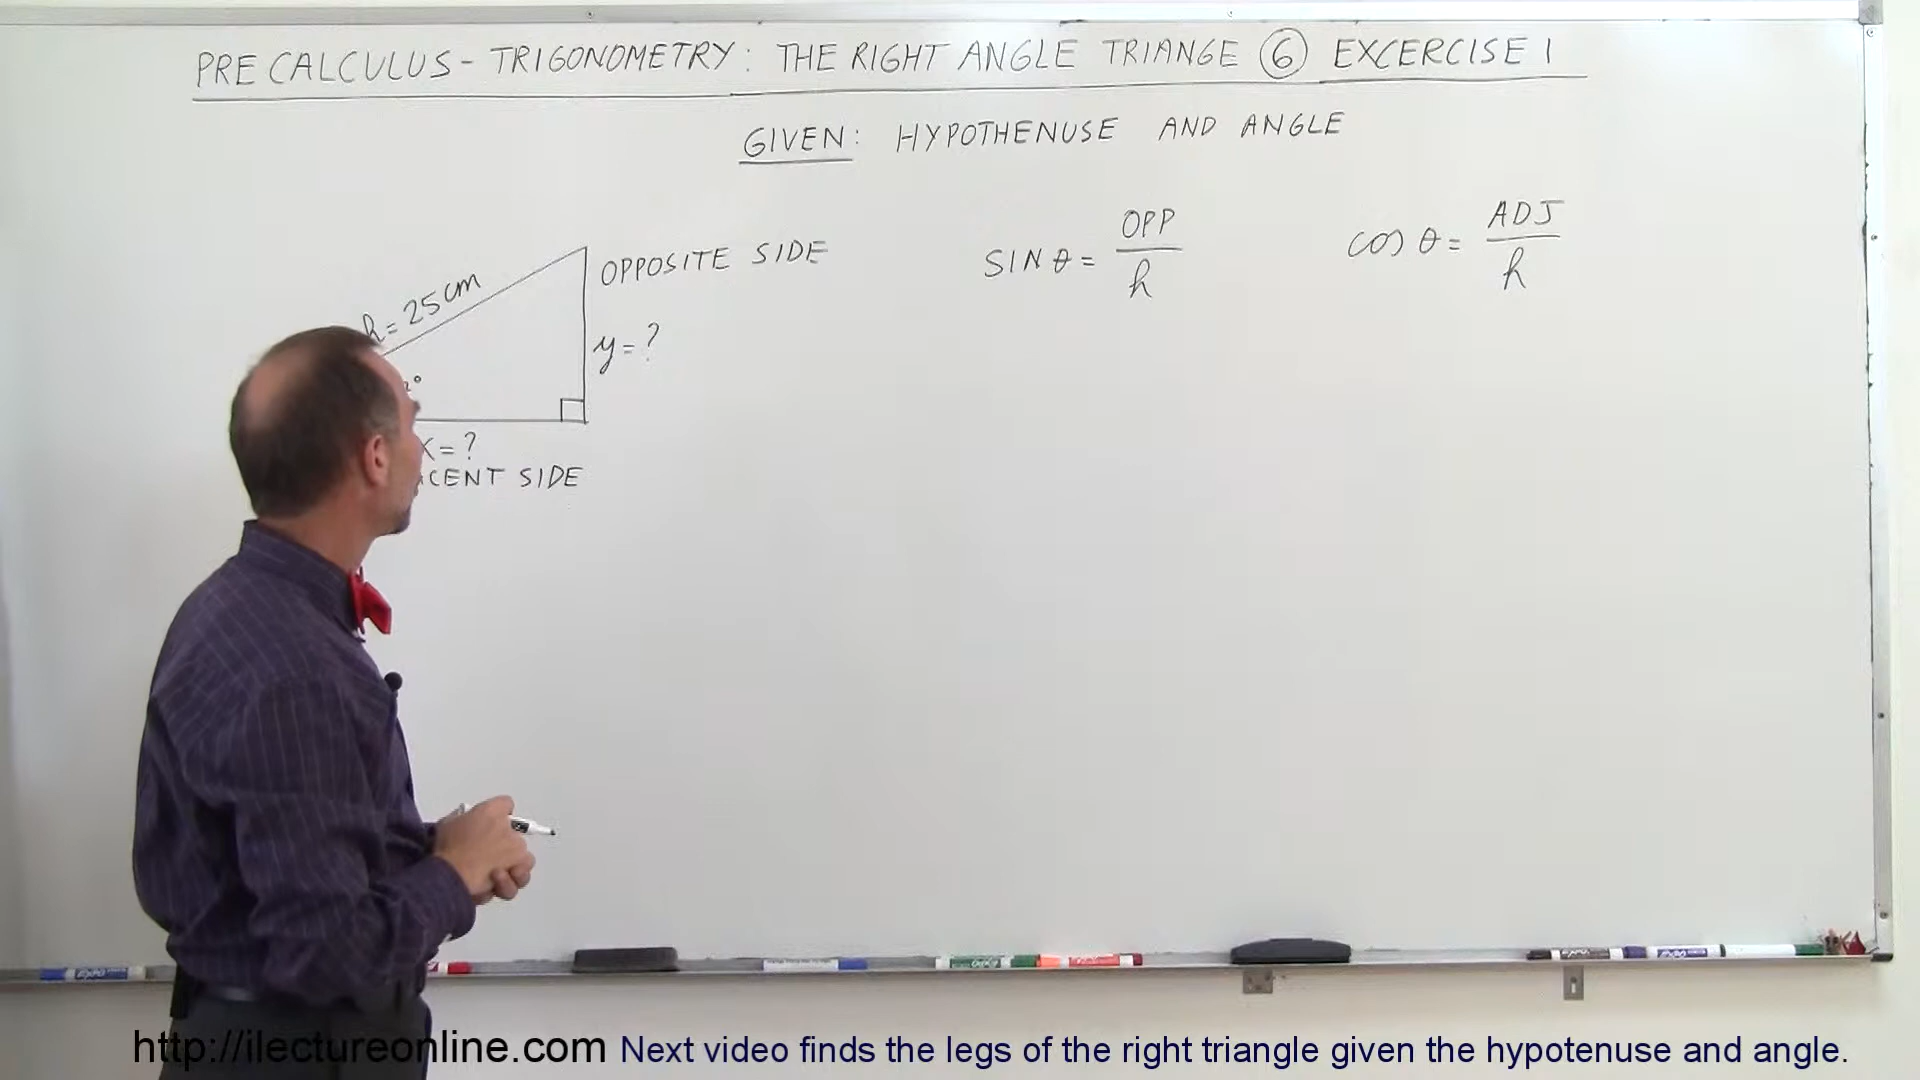 PRE CALCULUS - TRIGONOMETRY: THE RIGHT ANGLE TRIANGE ⑥ EXCERCISE 1
GIVEN: HYPOTHENUSE AND ANGLE
h = 25 cm
OPPOSITE SIDE
y = ?
x = ?
CENT SIDE
SIN θ = OPP / h
COS θ = ADJ / h
EXPO
http://ilectureonline.com Next video finds the legs of the right triangle given the hypotenuse and angle.